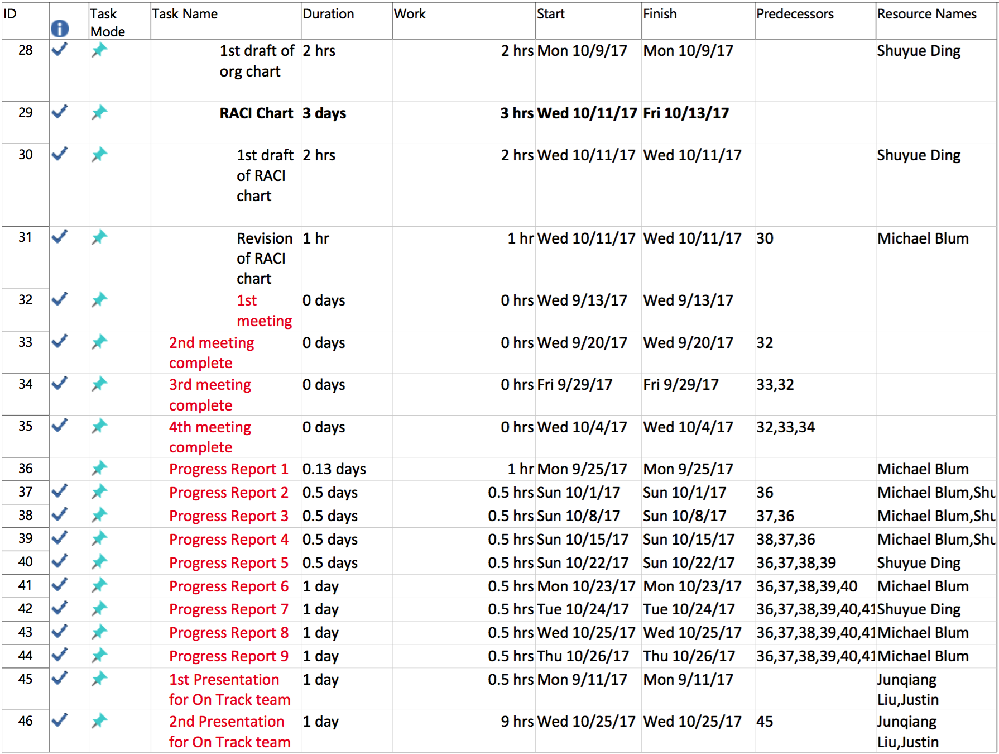 ID Task Mode Task Name Duration Work Start Finish Predecessors Resource Names
28 1st draft of 2 hrs 2 hrs Mon 10/9/17 Mon 10/9/17 Shuyue Ding
org chart
29 RACI Chart 3 days 3 hrs Wed 10/11/17 Fri 10/13/17
30 1st draft 2 hrs 2 hrs Wed 10/11/17 Wed 10/11/17 Shuyue Ding
of RACI
chart
31 Revision 1 hr 1 hr Wed 10/11/17 Wed 10/11/17 30 Michael Blum
of RACI
chart
32 1st 0 days 0 hrs Wed 9/13/17 Wed 9/13/17
meeting
33 2nd meeting 0 days 0 hrs Wed 9/20/17 Wed 9/20/17 32
complete
34 3rd meeting 0 days 0 hrs Fri 9/29/17 Fri 9/29/17 33,32
complete
35 4th meeting 0 days 0 hrs Wed 10/4/17 Wed 10/4/17 32,33,34
complete
36 Progress Report 1 0.13 days 1 hr Mon 9/25/17 Mon 9/25/17 Michael Blum
37 Progress Report 2 0.5 days 0.5 hrs Sun 10/1/17 Sun 10/1/17 36 Michael Blum,Shu
38 Progress Report 3 0.5 days 0.5 hrs Sun 10/8/17 Sun 10/8/17 37,36 Michael Blum,Shu
39 Progress Report 4 0.5 days 0.5 hrs Sun 10/15/17 Sun 10/15/17 38,37,36 Michael Blum,Shu
40 Progress Report 5 0.5 days 0.5 hrs Sun 10/22/17 Sun 10/22/17 36,37,38,39 Shuyue Ding
41 Progress Report 6 1 day 0.5 hrs Mon 10/23/17 Mon 10/23/17 36,37,38,39,40 Michael Blum
42 Progress Report 7 1 day 0.5 hrs Tue 10/24/17 Tue 10/24/17 36,37,38,39,40,41 Shuyue Ding
43 Progress Report 8 1 day 0.5 hrs Wed 10/25/17 Wed 10/25/17 36,37,38,39,40,41 Michael Blum
44 Progress Report 9 1 day 0.5 hrs Thu 10/26/17 Thu 10/26/17 36,37,38,39,40,41 Michael Blum
45 1st Presentation 1 day 0.5 hrs Mon 9/11/17 Mon 9/11/17 Junqiang
for On Track team Liu,Justin
46 2nd Presentation 1 day 9 hrs Wed 10/25/17 Wed 10/25/17 45 Junqiang
for On Track team Liu,Justin